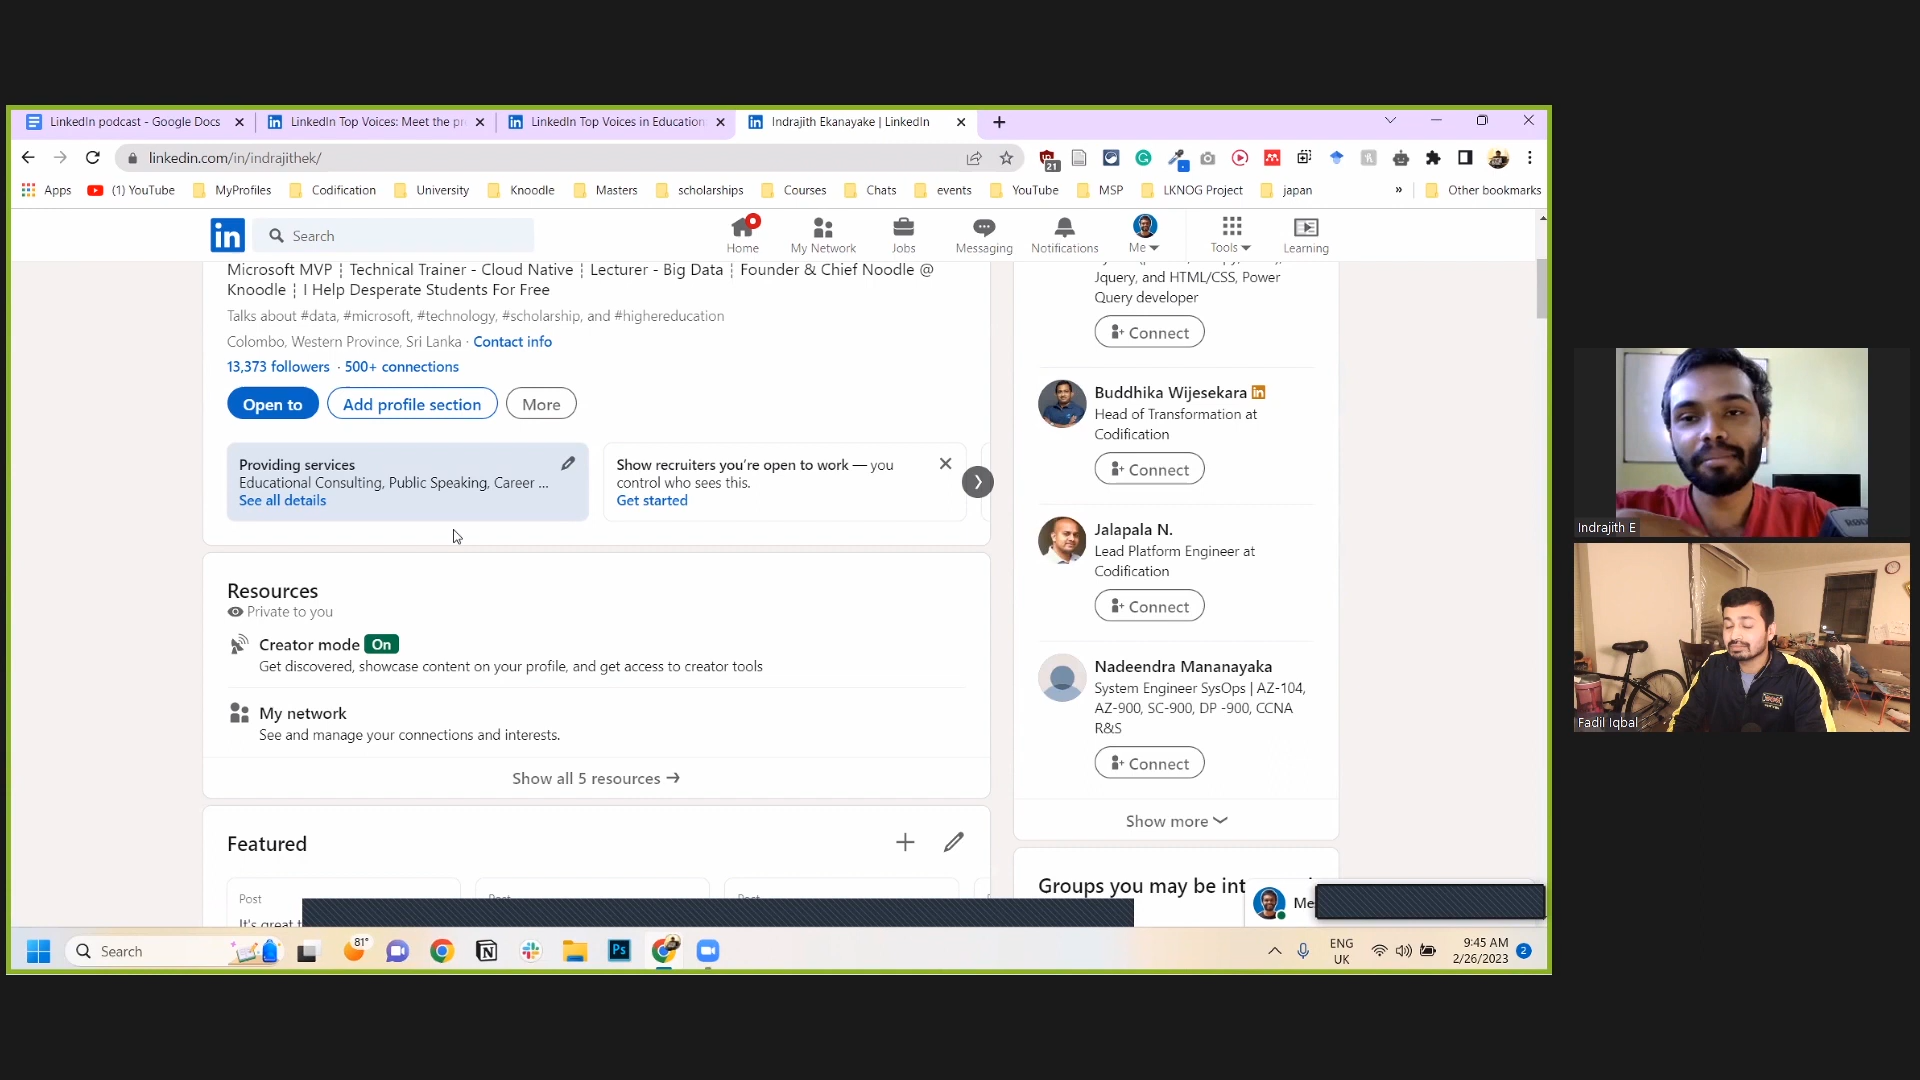 LinkedIn podcast - Google Docs
LinkedIn Top Voices: Meet the pr
LinkedIn Top Voices in Education
Indrajith Ekanayake | LinkedIn
linkedin.com/in/indrajithek/
21
Apps
(1) YouTube
MyProfiles
Codification
University
Knoodle
Masters
scholarships
Courses
Chats
events
YouTube
MSP
LKNOG Project
japan
»
Other bookmarks
in
Search
Home
My Network
Jobs
Messaging
Notifications
Me
Tools
Learning
Microsoft MVP ¦ Technical Trainer - Cloud Native ¦ Lecturer - Big Data ¦ Founder & Chief Noodle @
Knoodle ¦ I Help Desperate Students For Free
Talks about #data, #microsoft, #technology, #scholarship, and #highereducation
Colombo, Western Province, Sri Lanka · Contact info
13,373 followers · 500+ connections
Open to
Add profile section
More
Providing services
Educational Consulting, Public Speaking, Career ...
See all details
Show recruiters you're open to work — you
control who sees this.
Get started
Resources
Private to you
Creator mode On
Get discovered, showcase content on your profile, and get access to creator tools
My network
See and manage your connections and interests.
Show all 5 resources →
Featured
Post
Post
It's great t
Jquery, and HTML/CSS, Power
Query developer
Connect
Buddhika Wijesekara
Head of Transformation at
Codification
Connect
Jalapala N.
Lead Platform Engineer at
Codification
Connect
Nadeendra Mananayaka
System Engineer SysOps | AZ-104,
AZ-900, SC-900, DP -900, CCNA
R&S
Connect
Show more
Groups you may be int
Me
Search
81°
Ps
ENG
UK
9:45 AM
2/26/2023
2
Indrajith E
Fadil Iqbal